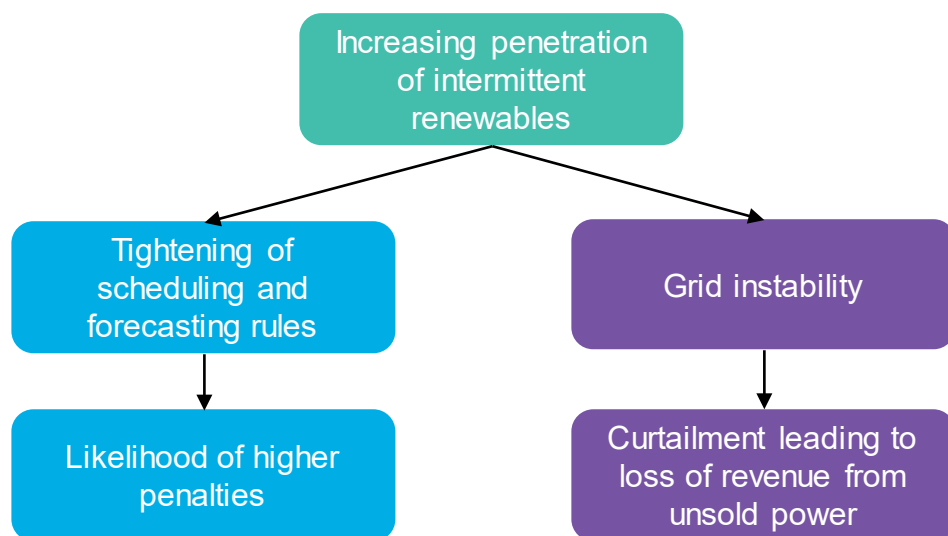 Increasing penetration
of intermittent
renewables
Tightening of
scheduling and
forecasting rules
Grid instability
Likelihood of higher
penalties
Curtailment leading to
loss of revenue from
unsold power